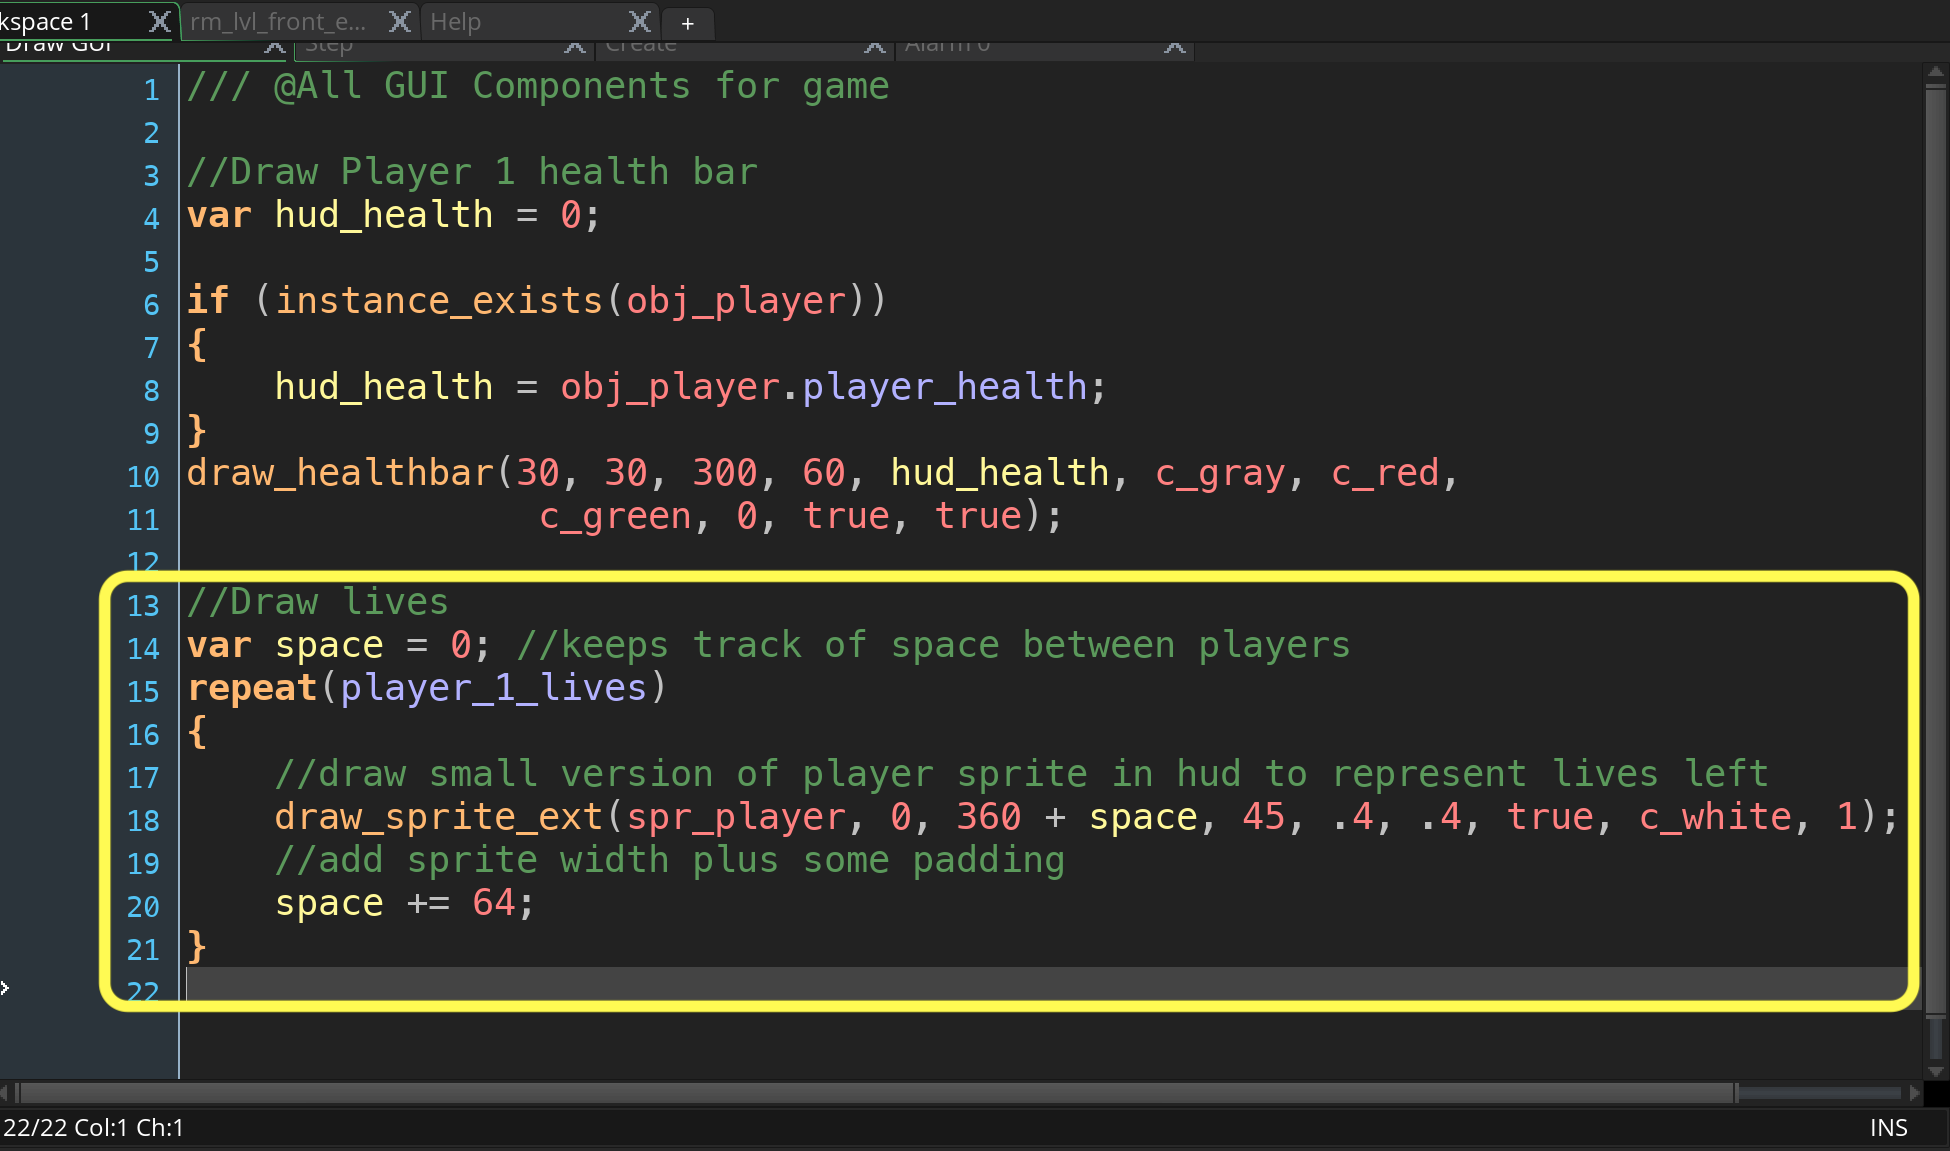 kspace 1 rm_lvl_front_e... Help +
Draw GUI Step Create Alarm 0
1 /// @All GUI Components for game
2
3 //Draw Player 1 health bar
4 var hud_health = 0;
5
6 if (instance_exists(obj_player))
7 {
8 hud_health = obj_player.player_health;
9 }
10 draw_healthbar(30, 30, 300, 60, hud_health, c_gray, c_red,
11 c_green, 0, true, true);
12
13 //Draw lives
14 var space = 0; //keeps track of space between players
15 repeat(player_1_lives)
16 {
17 //draw small version of player sprite in hud to represent lives left
18 draw_sprite_ext(spr_player, 0, 360 + space, 45, .4, .4, true, c_white, 1);
19 //add sprite width plus some padding
20 space += 64;
21 }
22
22/22 Col:1 Ch:1 INS